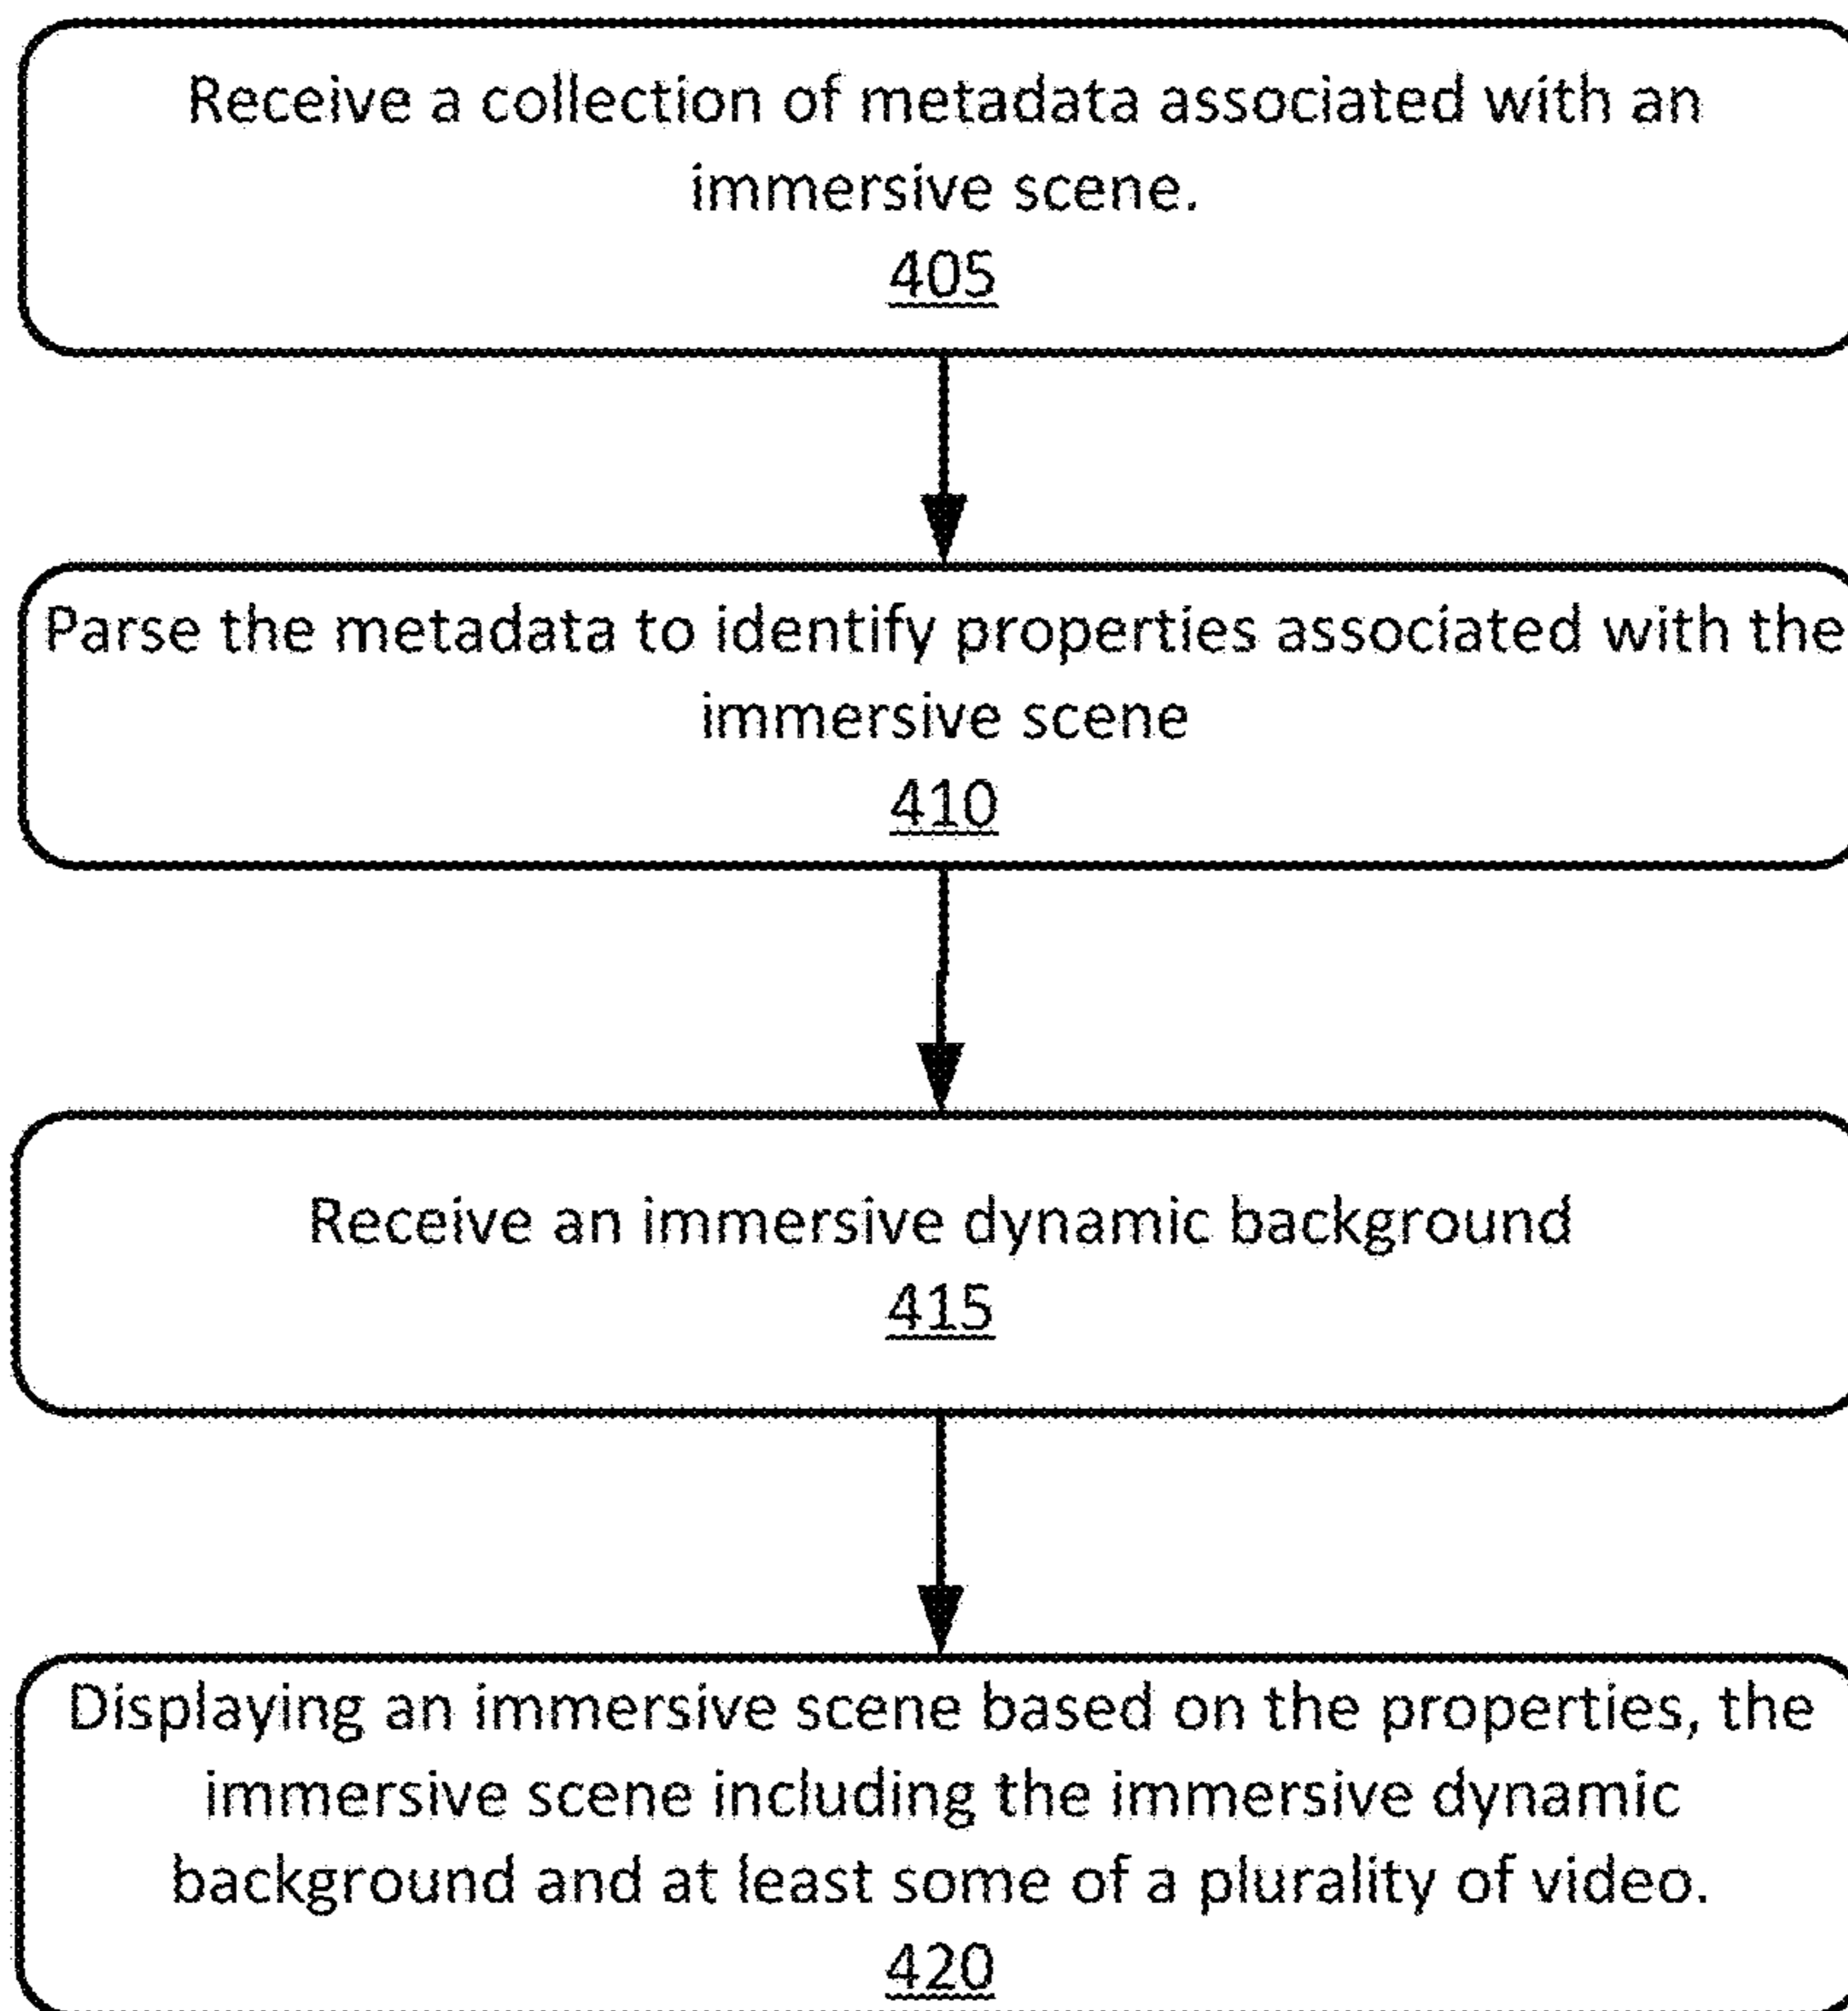 Receive a collection of metadata associated with an
immersive scene.
405
Parse the metadata to identify properties associated with the
immersive scene
410
Receive an immersive dynamic background
415
Displaying an immersive scene based on the properties, the
immersive scene including the immersive dynamic
background and at least some of a plurality of video.
420